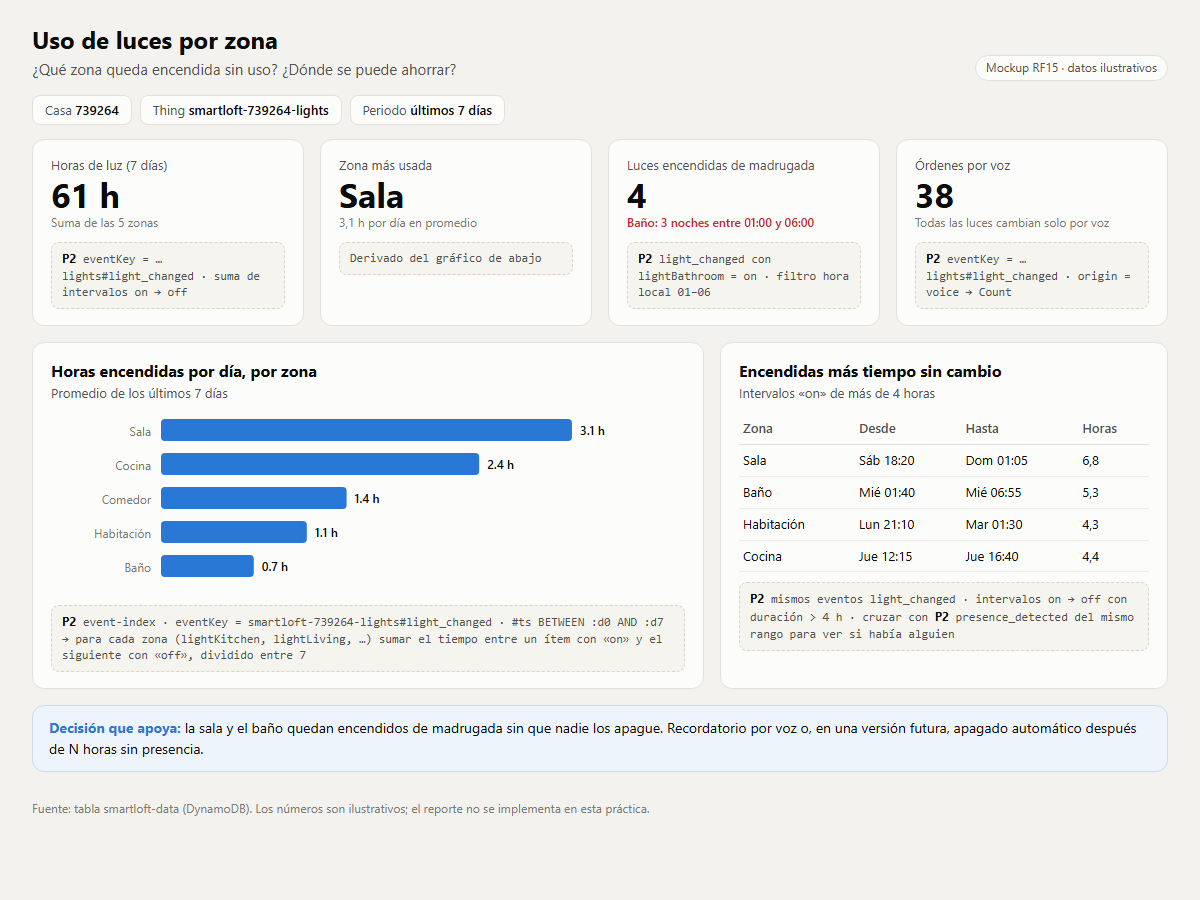 Uso de luces por zona
¿Qué zona queda encendida sin uso? ¿Dónde se puede ahorrar?
Mockup RF15 · datos ilustrativos
Casa 739264
Thing smartloft-739264-lights
Periodo últimos 7 días
Horas de luz (7 días)
61 h
Suma de las 5 zonas
P2 eventKey = …
lights#light_changed · suma de
intervalos on → off
Zona más usada
Sala
3,1 h por día en promedio
Derivado del gráfico de abajo
Luces encendidas de madrugada
4
Baño: 3 noches entre 01:00 y 06:00
P2 light_changed con
lightBathroom = on · filtro hora
local 01–06
Órdenes por voz
38
Todas las luces cambian solo por voz
P2 eventKey = …
lights#light_changed · origin =
voice → Count
Horas encendidas por día, por zona
Promedio de los últimos 7 días
Sala 3.1 h
Cocina 2.4 h
Comedor 1.4 h
Habitación 1.1 h
Baño 0.7 h
P2 event-index · eventKey = smartloft-739264-lights#light_changed · #ts BETWEEN :d0 AND :d7
→ para cada zona (lightKitchen, lightLiving, …) sumar el tiempo entre un ítem con «on» y el
siguiente con «off», dividido entre 7
Encendidas más tiempo sin cambio
Intervalos «on» de más de 4 horas
Zona Desde Hasta Horas
Sala Sáb 18:20 Dom 01:05 6,8
Baño Mié 01:40 Mié 06:55 5,3
Habitación Lun 21:10 Mar 01:30 4,3
Cocina Jue 12:15 Jue 16:40 4,4
P2 mismos eventos light_changed · intervalos on → off con
duración > 4 h · cruzar con P2 presence_detected del mismo
rango para ver si había alguien
Decisión que apoya: la sala y el baño quedan encendidos de madrugada sin que nadie los apague. Recordatorio por voz o, en una versión futura, apagado automático después
de N horas sin presencia.
Fuente: tabla smartloft-data (DynamoDB). Los números son ilustrativos; el reporte no se implementa en esta práctica.